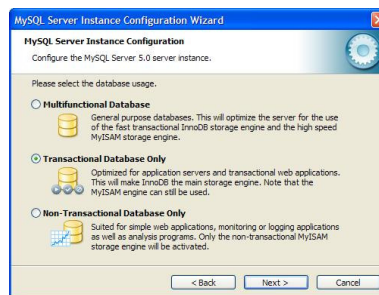 MySQL Server Instance Configuration Wizard
MySQL Server Instance Configuration
Configure the MySQL Server 5.0 server instance.
Please select the database usage.
Multifunctional Database
General purpose databases. This will optimize the server for the use
of the fast transactional InnoDB storage engine and the high speed
MyISAM storage engine.
Transactional Database Only
Optimized for application servers and transactional web applications.
This will make InnoDB the main storage engine. Note that the
MyISAM engine can still be used.
Non-Transactional Database Only
Suited for simple web applications, monitoring or logging applications
as well as analysis programs. Only the non-transactional MyISAM
storage engine will be activated.
< Back
Next >
Cancel